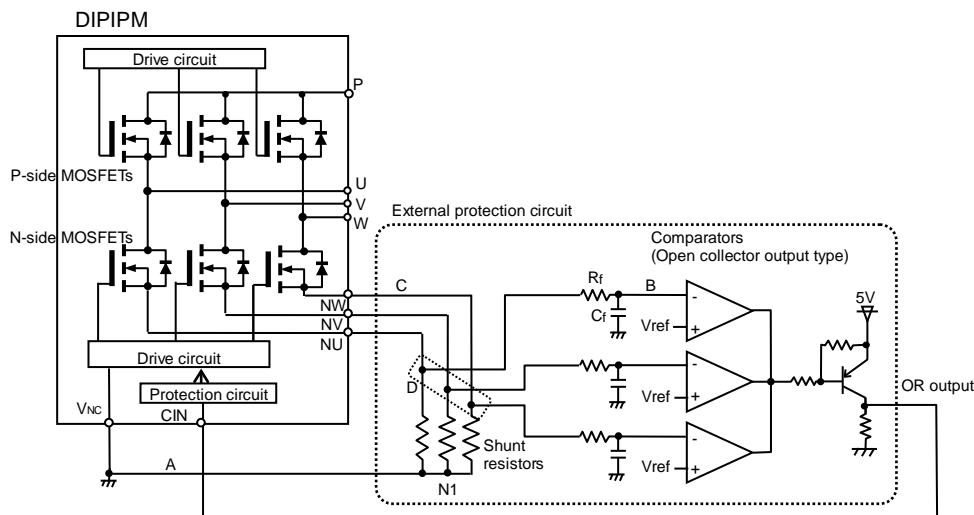 DIPIPM
Drive circuit
P
P-side MOSFETs
U
V
W
N-side MOSFETs
External protection circuit
Comparators
(Open collector output type)
C
Rf
B
Cf
Vref
-
+
5V
NW
NV
NU
Drive circuit
D
Vref
-
+
OR output
Protection circuit
VNC
CIN
Shunt
resistors
Vref
-
+
A
N1